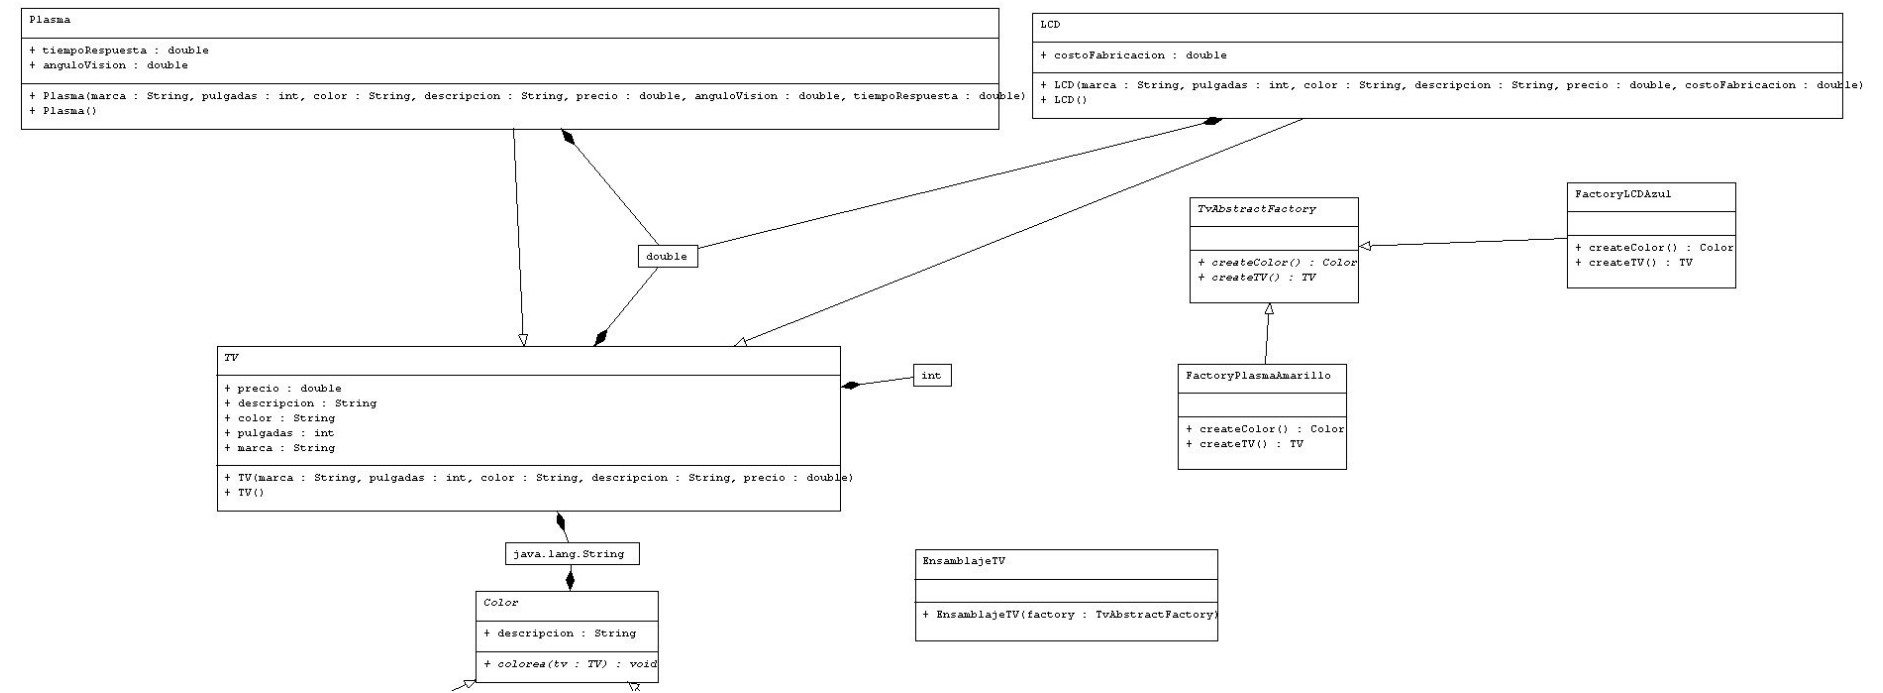 Plasma
+ tiempoRespuesta : double
+ anguloVision : double
+ Plasma(marca : String, pulgadas : int, color : String, descripcion : String, precio : double, anguloVision : double, tiempoRespuesta : double)
+ Plasma()
LCD
+ costoFabricacion : double
+ LCD(marca : String, pulgadas : int, color : String, descripcion : String, precio : double, costoFabricacion : double)
+ LCD()
double
TvAbstractFactory
+ createColor() : Color
+ createTV() : TV
FactoryLCDAzul
+ createColor() : Color
+ createTV() : TV
TV
+ precio : double
+ descripcion : String
+ color : String
+ pulgadas : int
+ marca : String
+ TV(marca : String, pulgadas : int, color : String, descripcion : String, precio : double)
+ TV()
int
FactoryPlasmaAmarillo
+ createColor() : Color
+ createTV() : TV
java.lang.String
Color
+ descripcion : String
+ colorea(tv : TV) : void
EnsamblajeTV
+ EnsamblajeTV(factory : TvAbstractFactory)